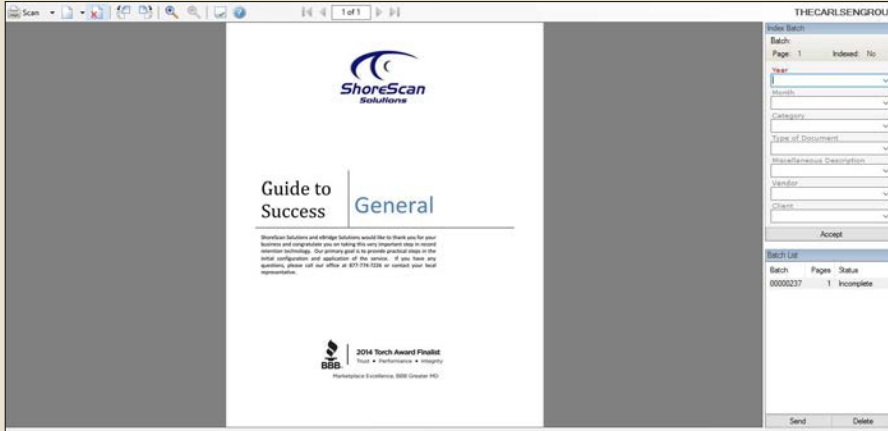 Scan
1 of 1
THECARLSENGROU
Index Batch
Batch:
Page: 1 Indexed: No
Year
Month
Category
Type of Document
Miscellaneous Description
Vendor
Client
Accept
Batch List
Batch Pages Status
00000237 1 Incomplete
Send Delete
ShoreScan
Solutions
Guide to
Success
General
ShoreScan Solutions and eBridge Solutions would like to thank you for your
business and congratulate you on taking this very important step in record
retention technology. Our primary goal is to provide practical steps in the
initial configuration and application of the service. If you have any
questions, please call our office at 877-774-7226 or contact your local
representative.
BBB
2014 Torch Award Finalist
Trust • Performance • Integrity
Marketplace Excellence, BBB Greater MD